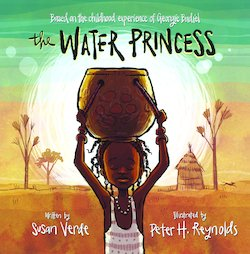 Based on the childhood experience of Georgie Badiel
the WATER PRINCESS
written by
Susan Verde
illustrated by
Peter H. Reynolds